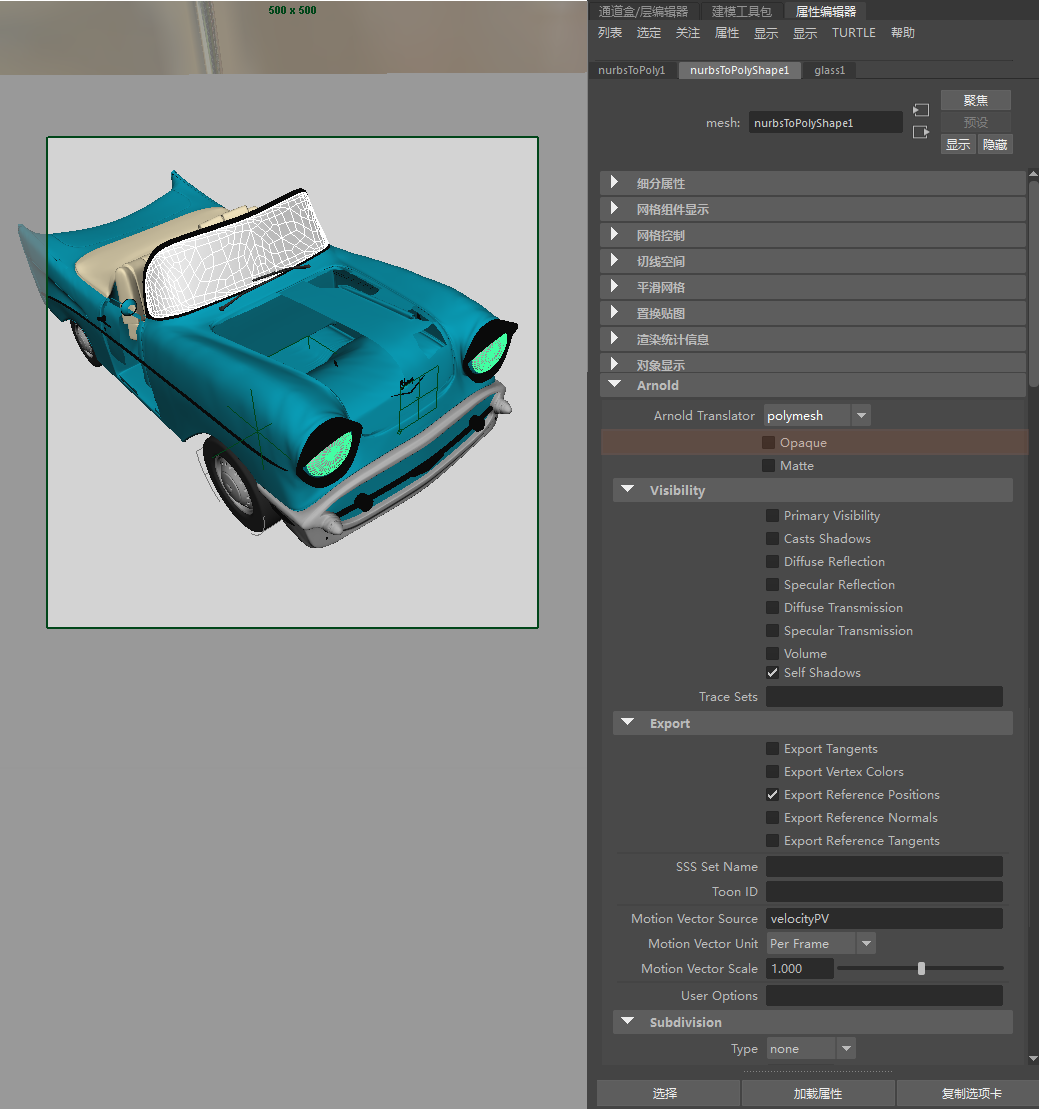 500 x 500
通道盒/层编辑器 建模工具包 属性编辑器
列表 选定 关注 属性 显示 显示 TURTLE 帮助
nurbsToPoly1 nurbsToPolyShape1 glass1
聚焦
mesh: nurbsToPolyShape1
预设
显示 隐藏
细分属性
网格组件显示
网格控制
切线空间
平滑网格
置换贴图
渲染统计信息
对象显示
Arnold
Arnold Translator polymesh
Opaque
Matte
Visibility
Primary Visibility
Casts Shadows
Diffuse Reflection
Specular Reflection
Diffuse Transmission
Specular Transmission
Volume
Self Shadows
Trace Sets
Export
Export Tangents
Export Vertex Colors
Export Reference Positions
Export Reference Normals
Export Reference Tangents
SSS Set Name
Toon ID
Motion Vector Source velocityPV
Motion Vector Unit Per Frame
Motion Vector Scale 1.000
User Options
Subdivision
Type none
选择 加载属性 复制选项卡